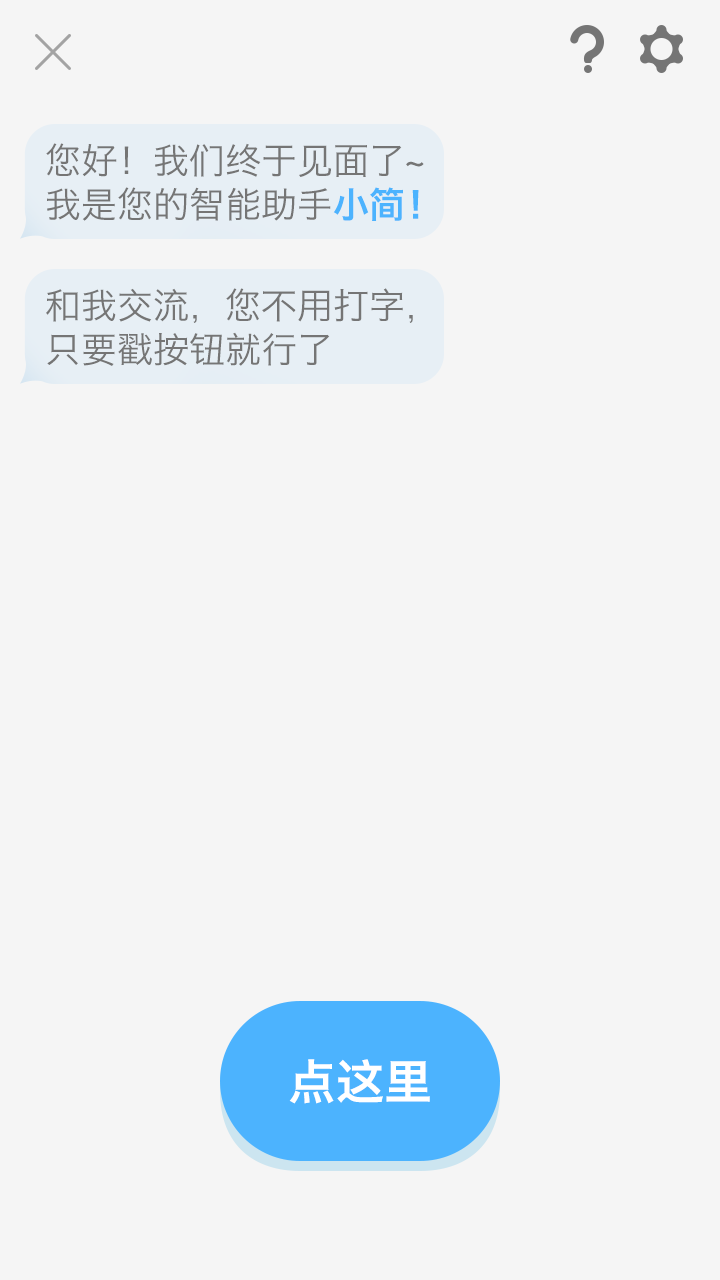 您好！我们终于见面了~
我是您的智能助手小简！
和我交流，您不用打字，
只要戳按钮就行了
点这里